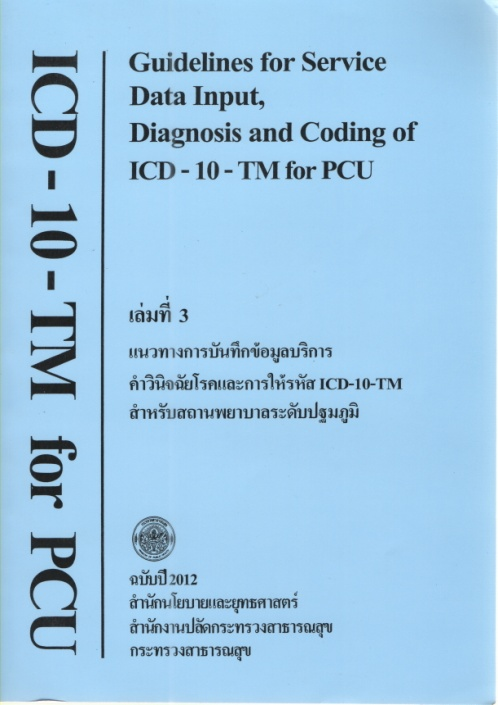 ICD - 10 - TM for PCU
Guidelines for Service
Data Input,
Diagnosis and Coding of
ICD - 10 - TM for PCU
เล่มที่ 3
แนวทางการบันทึกข้อมูลบริการ
คำวินิจฉัยโรคและการให้รหัส ICD-10-TM
สำหรับสถานพยาบาลระดับปฐมภูมิ
ฉบับปี 2012
สำนักนโยบายและยุทธศาสตร์
สำนักงานปลัดกระทรวงสาธารณสุข
กระทรวงสาธารณสุข